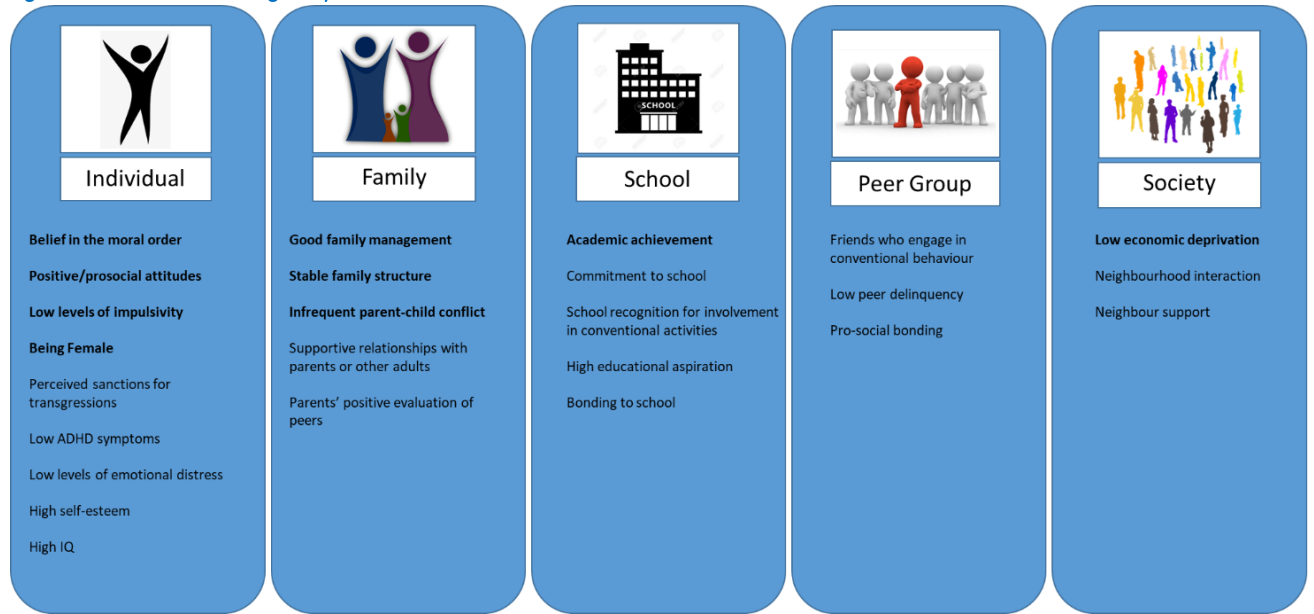 Individual
Belief in the moral order
Positive/prosocial attitudes
Low levels of impulsivity
Being Female
Perceived sanctions for
transgressions
Low ADHD symptoms
Low levels of emotional distress
High self-esteem
High IQ
Family
Good family management
Stable family structure
Infrequent parent-child conflict
Supportive relationships with
parents or other adults
Parents’ positive evaluation of
peers
SCHOOL
School
Academic achievement
Commitment to school
School recognition for involvement
in conventional activities
High educational aspiration
Bonding to school
Peer Group
Friends who engage in
conventional behaviour
Low peer delinquency
Pro-social bonding
Society
Low economic deprivation
Neighbourhood interaction
Neighbour support